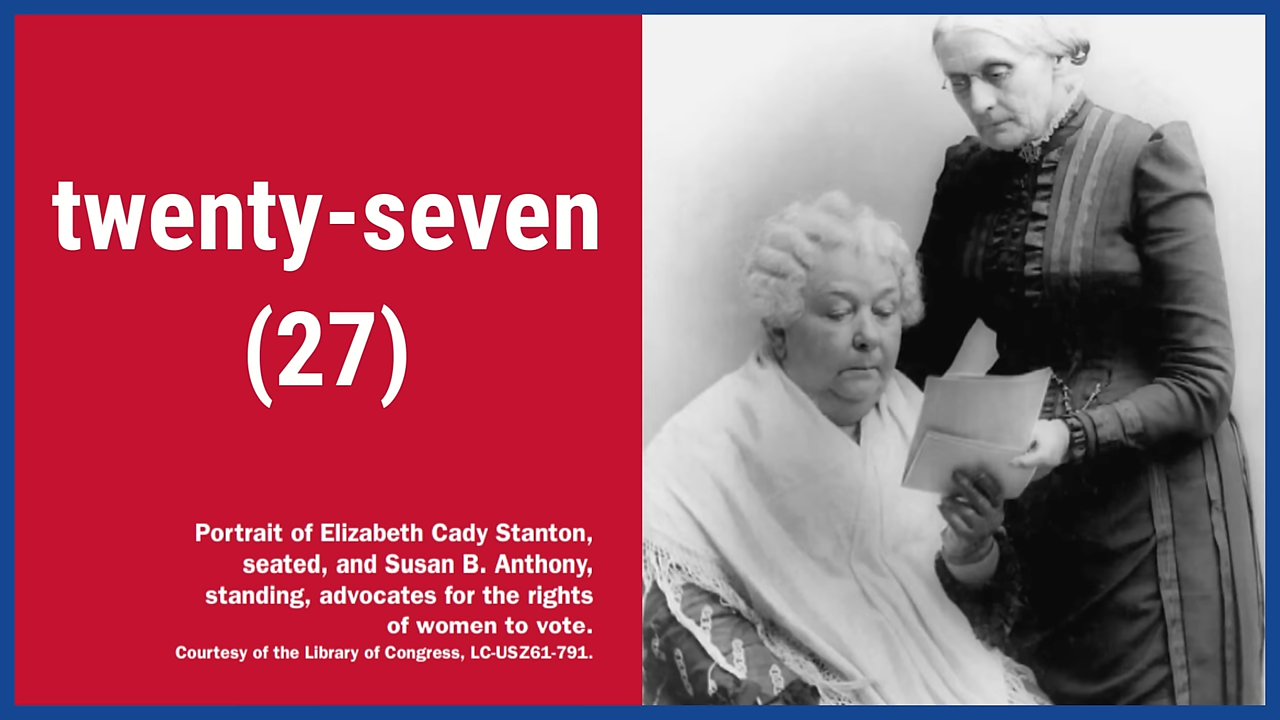 twenty-seven
(27)
Portrait of Elizabeth Cady Stanton,
seated, and Susan B. Anthony,
standing, advocates for the rights
of women to vote.
Courtesy of the Library of Congress, LC-USZ61-791.